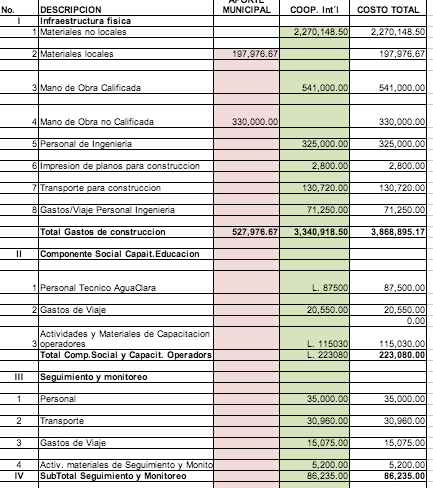 APORTE
No. DESCRIPCION MUNICIPAL COOP. Int´l COSTO TOTAL
I Infraestructura fisica
1 Materiales no locales 2,270,148.50 2,270,148.50
2 Materiales locales 197,976.67 197,976.67
3 Mano de Obra Calificada 541,000.00 541,000.00
4 Mano de Obra no Calificada 330,000.00 330,000.00
5 Personal de Ingenieria 325,000.00 325,000.00
6 Impresion de planos para construccion 2,800.00 2,800.00
7 Transporte para construccion 130,720.00 130,720.00
8 Gastos/Viaje Personal Ingenieria 71,250.00 71,250.00
Total Gastos de construccion 527,976.67 3,340,918.50 3,868,895.17
II Componente Social Capait.Educacion
1 Personal Tecnico AguaClara L. 87500 87,500.00
2 Gastos de Viaje 20,550.00 20,550.00
0.00
Actividades y Materiales de Capacitacion
3 operadores L. 115030 115,030.00
Total Comp.Social y Capacit. Operadors L. 223080 223,080.00
III Seguimiento y monitoreo
1 Personal 35,000.00 35,000.00
2 Transporte 30,960.00 30,960.00
3 Gastos de Viaje 15,075.00 15,075.00
4 Activ. materiales de Seguimiento y Monito 5,200.00 5,200.00
IV SubTotal Seguimiento y Monitoreo 86,235.00 86,235.00